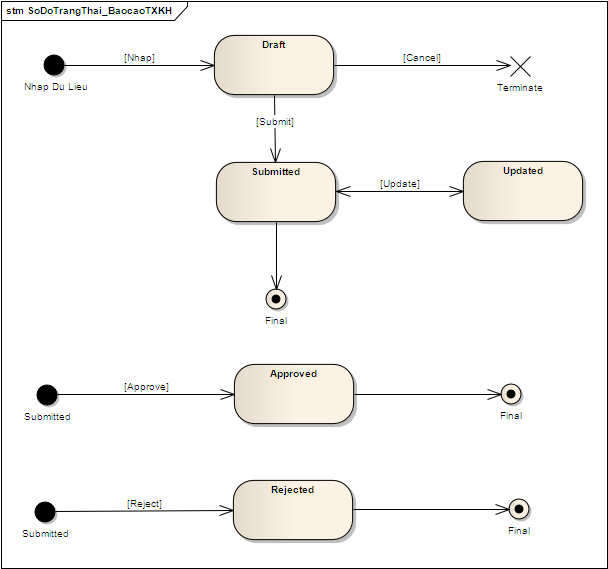 stm SoDoTrangThai_BaocaoTXKH
Draft
[Nhap]
[Cancel]
Nhap Du Lieu
Terminate
[Submit]
Submitted
Updated
[Update]
Final
Approved
[Approve]
Submitted
Final
Rejected
[Reject]
Submitted
Final